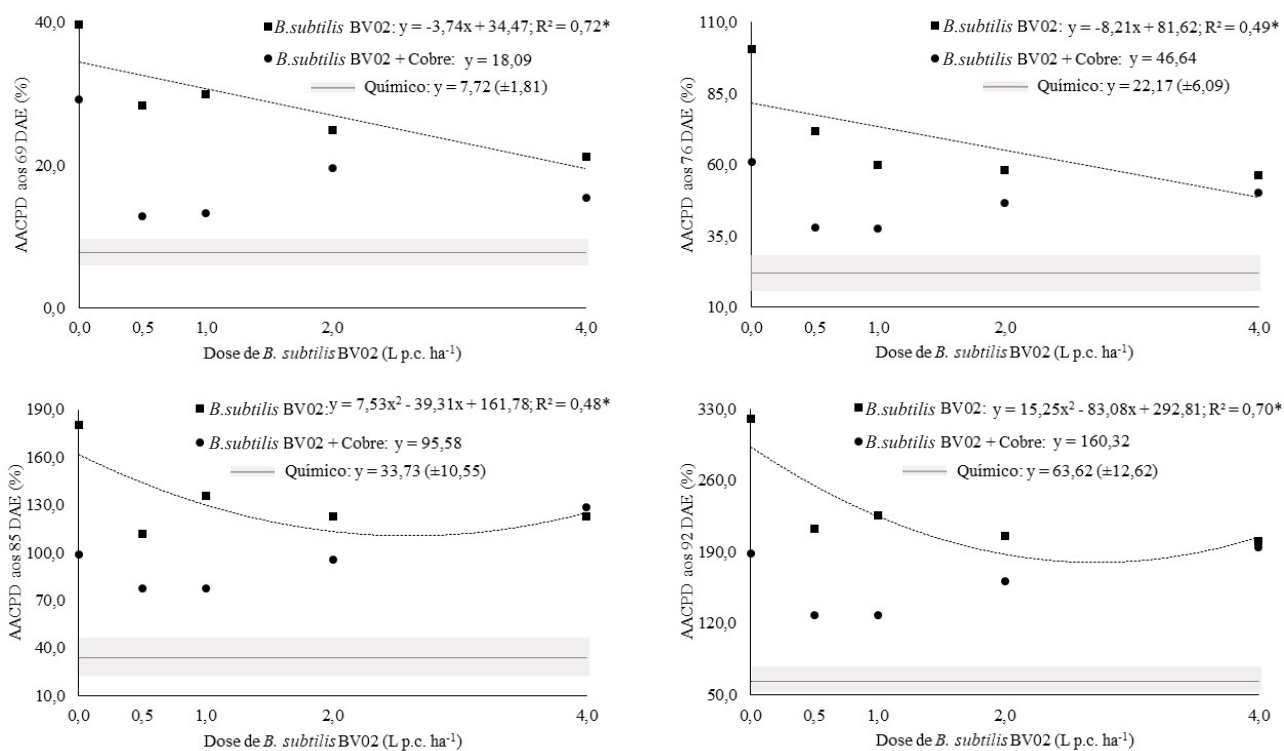 AACPD aos 69 DAE (%)
40,0
20,0
0,0
B.subtilis BV02: y = -3,74x + 34,47; R² = 0,72*
B.subtilis BV02 + Cobre: y = 18,09
Químico: y = 7,72 (±1,81)
0,0 0,5 1,0 2,0 4,0
Dose de B. subtilis BV02 (L p.c. ha⁻¹)
AACPD aos 76 DAE (%)
110,0
85,0
60,0
35,0
10,0
B.subtilis BV02: y = -8,21x + 81,62; R² = 0,49*
B.subtilis BV02 + Cobre: y = 46,64
Químico: y = 22,17 (±6,09)
0,0 0,5 1,0 2,0 4,0
Dose de B. subtilis BV02 (L p.c. ha⁻¹)
AACPD aos 85 DAE (%)
190,0
160,0
130,0
100,0
70,0
40,0
10,0
B.subtilis BV02: y = 7,53x² - 39,31x + 161,78; R² = 0,48*
B.subtilis BV02 + Cobre: y = 95,58
Químico: y = 33,73 (±10,55)
0,0 0,5 1,0 2,0 4,0
Dose de B. subtilis BV02 (L p.c. ha⁻¹)
AACPD aos 92 DAE (%)
330,0
260,0
190,0
120,0
50,0
B.subtilis BV02: y = 15,25x² - 83,08x + 292,81; R² = 0,70*
B.subtilis BV02 + Cobre: y = 160,32
Químico: y = 63,62 (±12,62)
0,0 0,5 1,0 2,0 4,0
Dose de B. subtilis BV02 (L p.c. ha⁻¹)